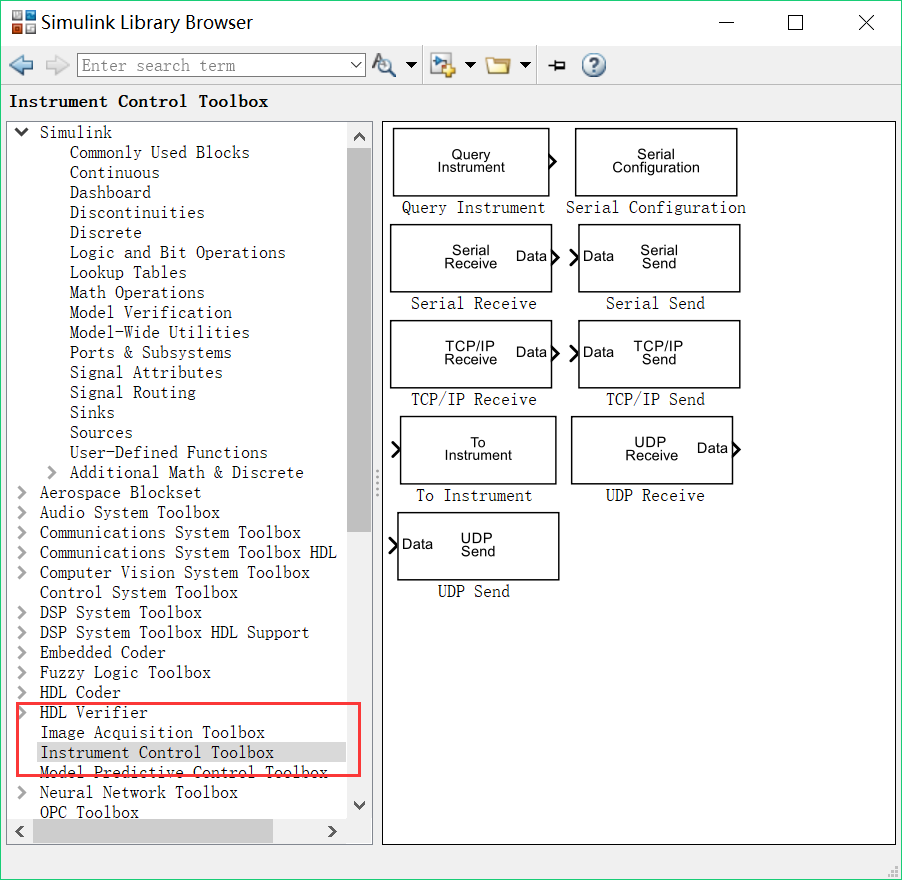 Simulink Library Browser
Enter search term
Instrument Control Toolbox
Simulink
Commonly Used Blocks
Continuous
Dashboard
Discontinuities
Discrete
Logic and Bit Operations
Lookup Tables
Math Operations
Model Verification
Model-Wide Utilities
Ports & Subsystems
Signal Attributes
Signal Routing
Sinks
Sources
User-Defined Functions
Additional Math & Discrete
Aerospace Blockset
Audio System Toolbox
Communications System Toolbox
Communications System Toolbox HDL
Computer Vision System Toolbox
Control System Toolbox
DSP System Toolbox
DSP System Toolbox HDL Support
Embedded Coder
Fuzzy Logic Toolbox
HDL Coder
HDL Verifier
Image Acquisition Toolbox
Instrument Control Toolbox
Model Predictive Control Toolbox
Neural Network Toolbox
OPC Toolbox
Query
Instrument
Query Instrument
Serial
Configuration
Serial Configuration
Serial
Receive
Data
Serial Receive
Data
Serial
Send
Serial Send
TCP/IP
Receive
Data
TCP/IP Receive
Data
TCP/IP
Send
TCP/IP Send
To
Instrument
To Instrument
UDP
Receive
Data
UDP Receive
Data
UDP
Send
UDP Send